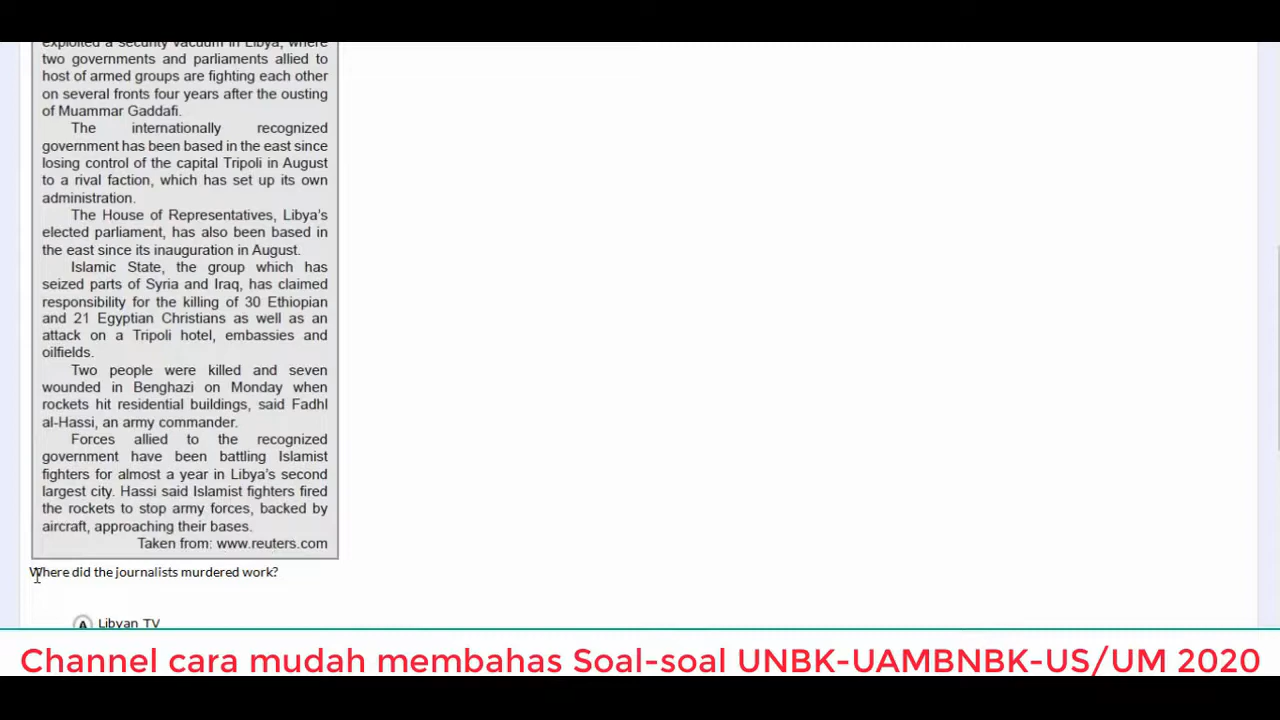 exploited a security vacuum in Libya, where
two governments and parliaments allied to
host of armed groups are fighting each other
on several fronts four years after the ousting
of Muammar Gaddafi.
The internationally recognized
government has been based in the east since
losing control of the capital Tripoli in August
to a rival faction, which has set up its own
administration.
The House of Representatives, Libya's
elected parliament, has also been based in
the east since its inauguration in August.
Islamic State, the group which has
seized parts of Syria and Iraq, has claimed
responsibility for the killing of 30 Ethiopian
and 21 Egyptian Christians as well as an
attack on a Tripoli hotel, embassies and
oilfields.
Two people were killed and seven
wounded in Benghazi on Monday when
rockets hit residential buildings, said Fadhl
al-Hassi, an army commander.
Forces allied to the recognized
government have been battling Islamist
fighters for almost a year in Libya's second
largest city. Hassi said Islamist fighters fired
the rockets to stop army forces, backed by
aircraft, approaching their bases.
Taken from: www.reuters.com
Where did the journalists murdered work?
A Libyan TV
Channel cara mudah membahas Soal-soal UNBK-UAMBNBK-US/UM 2020